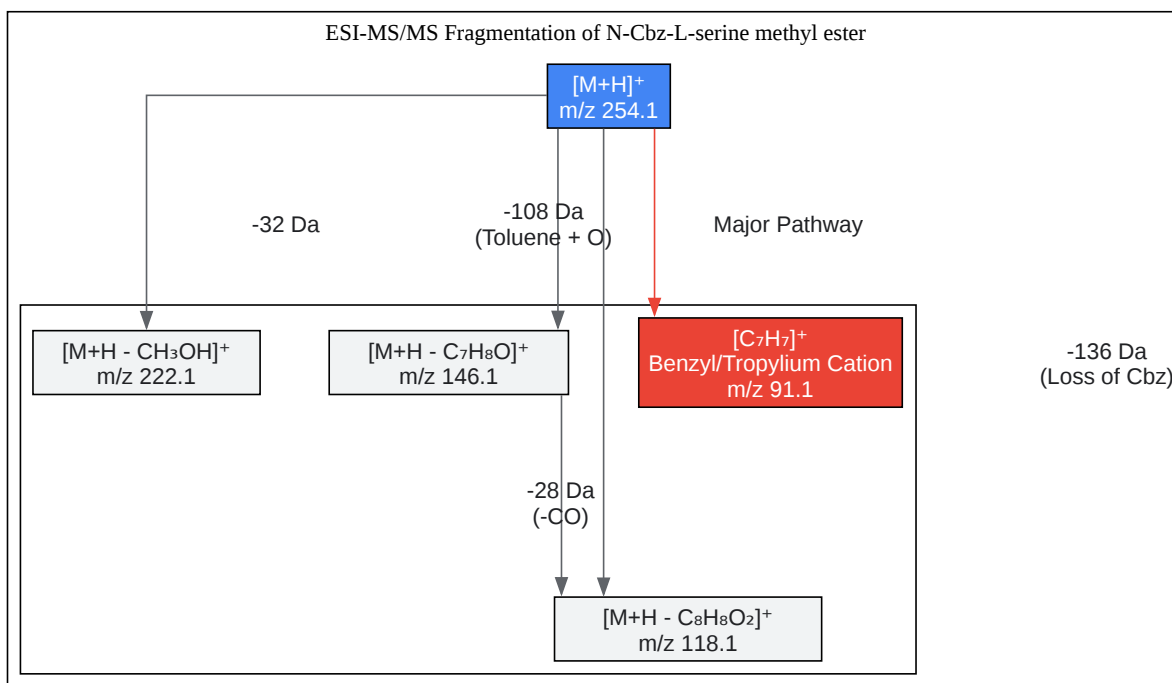 ESI-MS/MS Fragmentation of N-Cbz-L-serine methyl ester
[M+H]⁺
m/z 254.1
-32 Da
-108 Da
(Toluene + O)
Major Pathway
[M+H - CH₃OH]⁺
m/z 222.1
[M+H - C₇H₈O]⁺
m/z 146.1
[C₇H₇]⁺
Benzyl/Tropylium Cation
m/z 91.1
-136 Da
(Loss of Cbz)
-28 Da
(-CO)
[M+H - C₈H₈O₂]⁺
m/z 118.1